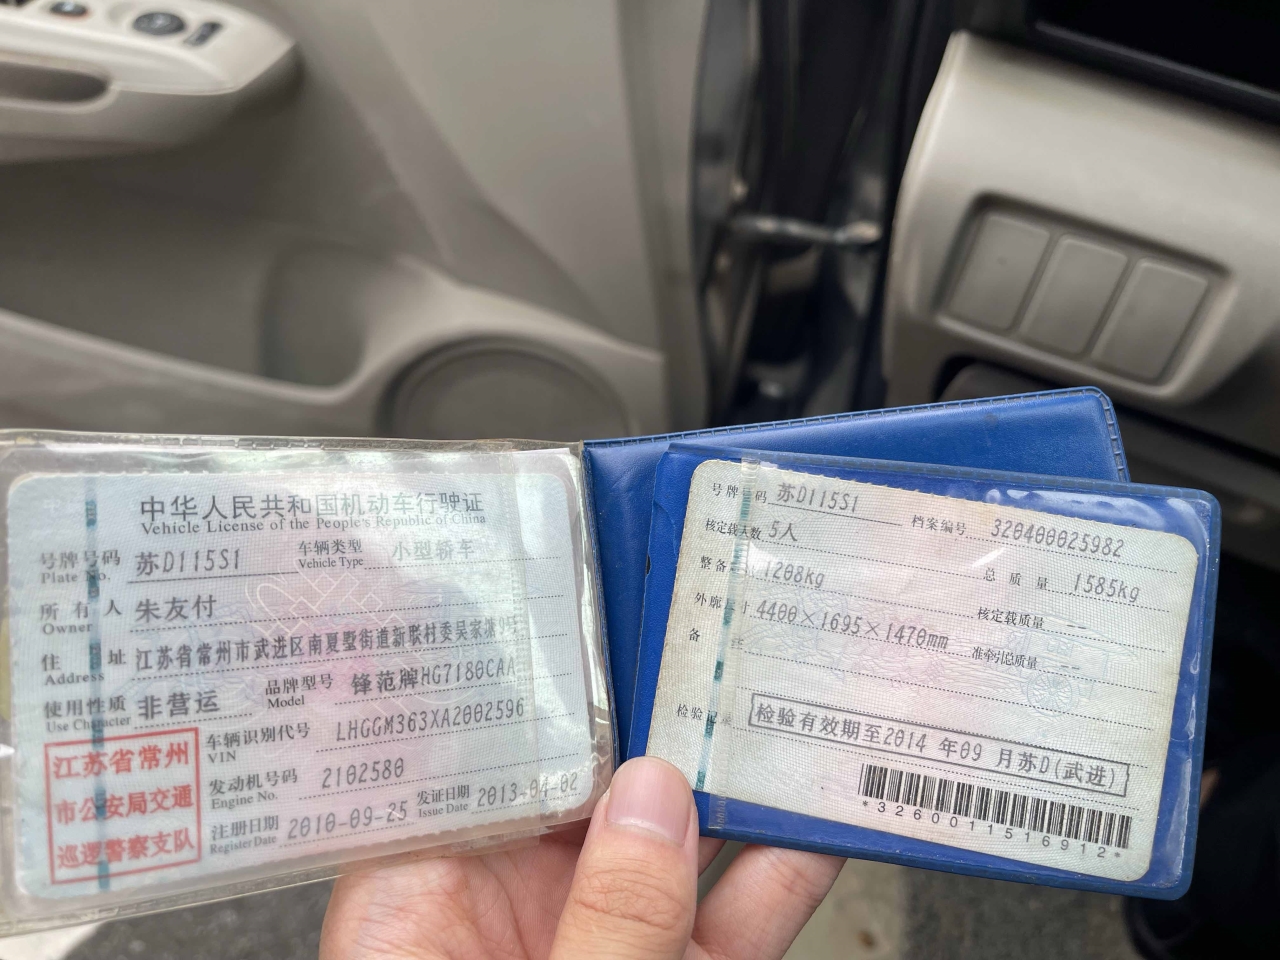 中华人民共和国机动车行驶证
Vehicle License of the People's Republic of China
号牌号码 苏D115S1 车辆类型 小型轿车
Plate No. Vehicle Type
所有人 朱友付
Owner
住址 江苏省常州市武进区南夏墅街道新联村委吴家塘9号
Address
使用性质 非营运 品牌型号 锋范牌HG7180CAA
Use Character Model
江苏省常州
市公安局交通
巡逻警察支队
车辆识别代号 LHGGM363XA2002596
VIN
发动机号码 2102580
Engine No.
注册日期 2010-09-25 发证日期 2013-04-02
Register Date Issue Date
号牌号码 苏D115S1 档案编号 320400025982
核定载人数 5人
整备 1208kg 总质量 1585kg
外廓尺寸 4400×1695×1470mm 核定载质量 --
备 准牵引总质量 --
检验记录 检验有效期至2014年09月苏D(武进)
*3260011516912*